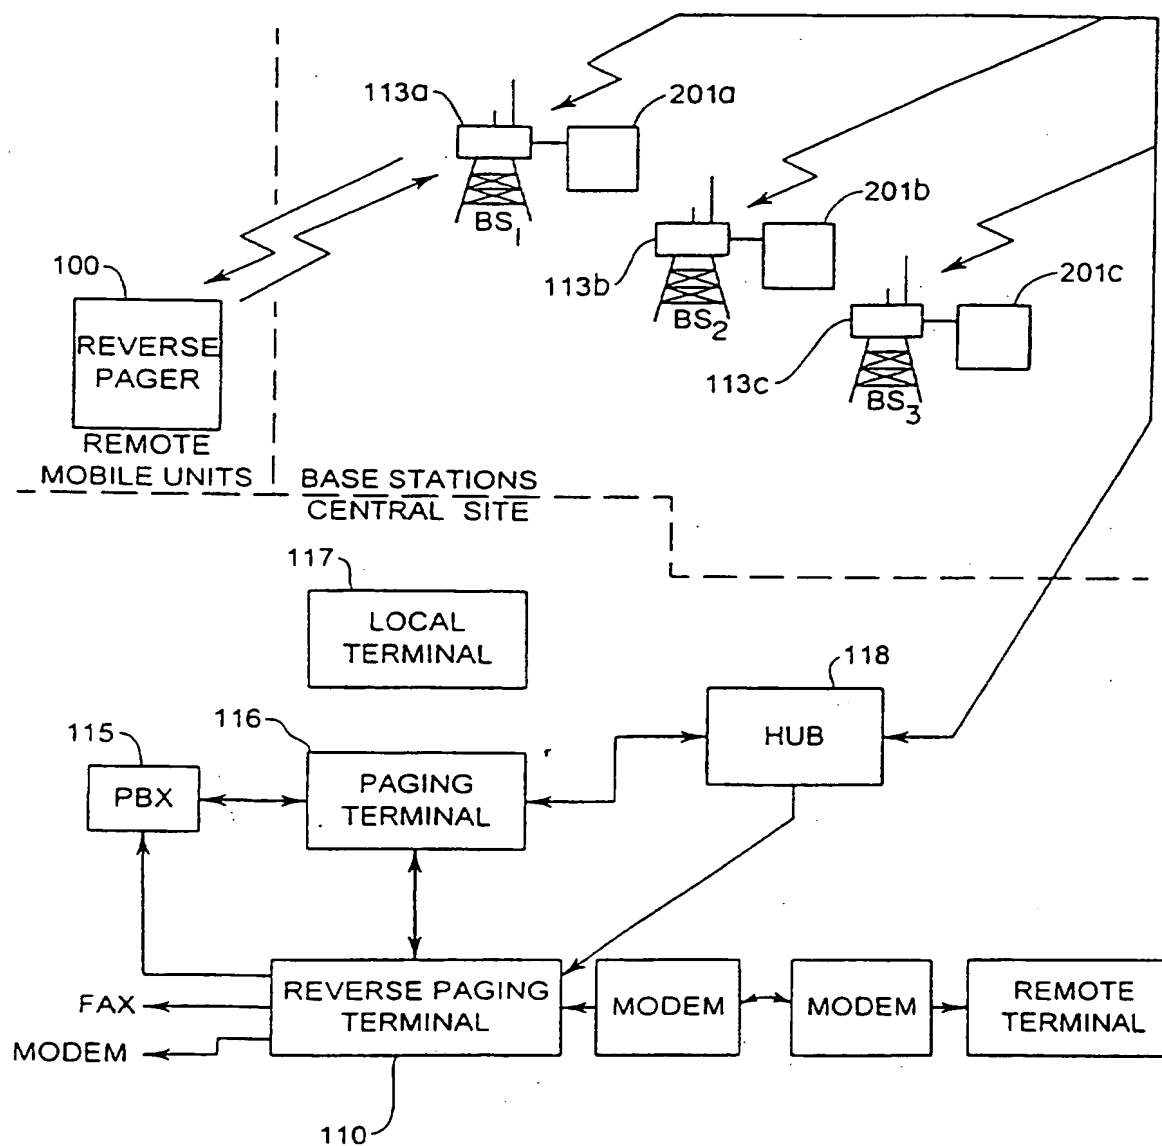 113a
201a
BS1
201b
113b
BS2
201c
113c
BS3
100
REVERSE
PAGER
REMOTE
MOBILE UNITS
BASE STATIONS
CENTRAL SITE
117
LOCAL
TERMINAL
118
HUB
116
115
PBX
PAGING
TERMINAL
REVERSE PAGING
TERMINAL
FAX
MODEM
MODEM
MODEM
REMOTE
TERMINAL
110